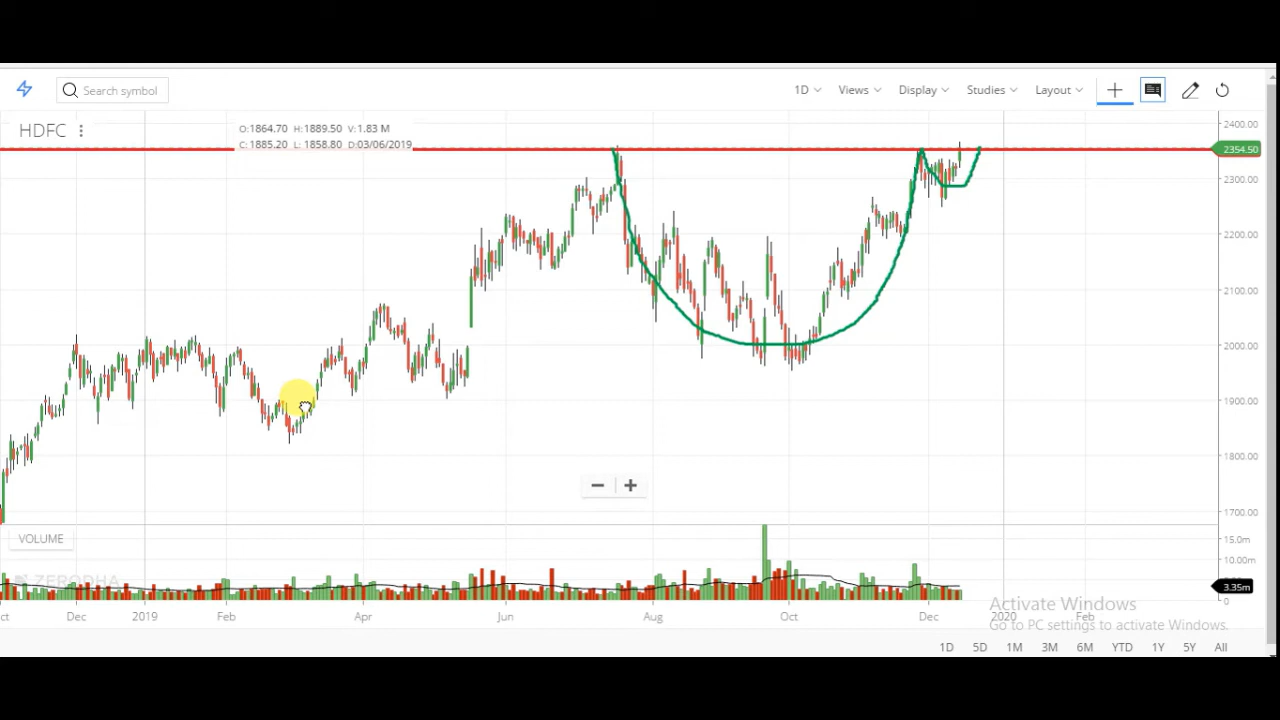 Search symbol
1D Views Display Studies Layout
HDFC
O:1864.70 H:1889.50 V:1.83 M
C:1885.20 L: 1858.80 D:03/06/2019
2400.00
2354.50
2300.00
2200.00
2100.00
2000.00
1900.00
1800.00
1700.00
VOLUME
15.0m
10.00m
ZERODHA
3.35m
0
Activate Windows
Go to PC settings to activate Windows.
Dec 2019 Feb Apr Jun Aug Oct Dec 2020 Feb
1D 5D 1M 3M 6M YTD 1Y 5Y All